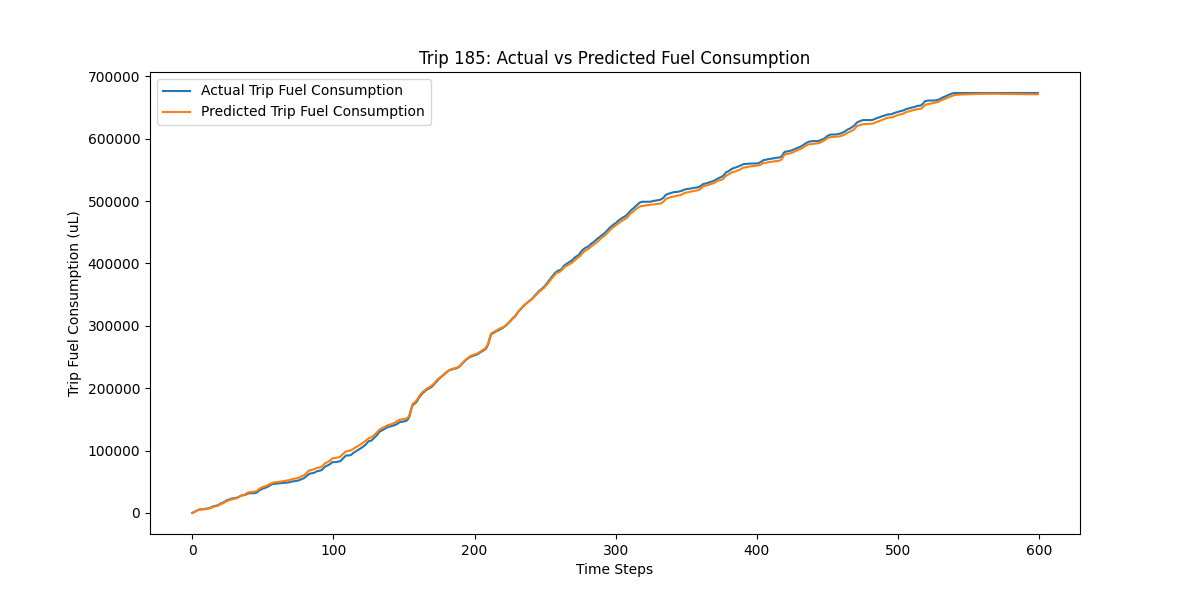 Trip 185: Actual vs Predicted Fuel Consumption
Actual Trip Fuel Consumption
Predicted Trip Fuel Consumption
Trip Fuel Consumption (uL)
700000
600000
500000
400000
300000
200000
100000
0
0 100 200 300 400 500 600
Time Steps